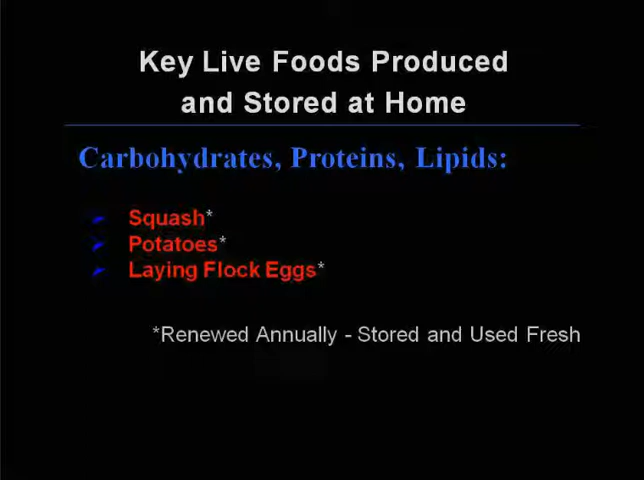 Key Live Foods Produced
and Stored at Home
Carbohydrates, Proteins, Lipids:
Squash*
Potatoes*
Laying Flock Eggs*
*Renewed Annually - Stored and Used Fresh